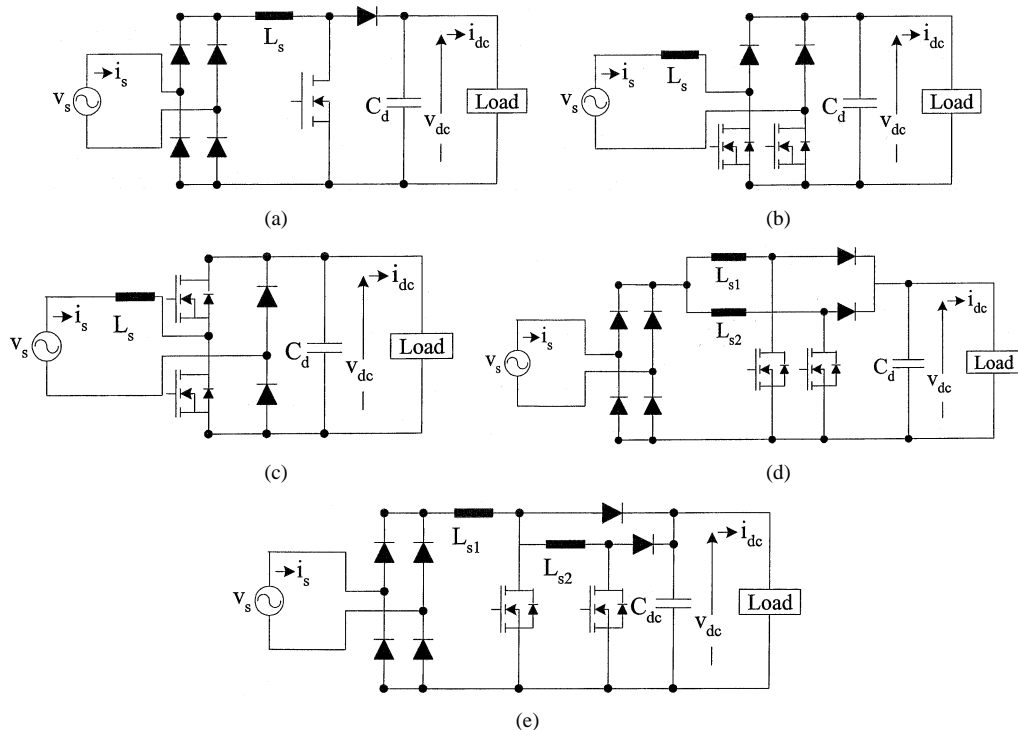 L_s i_dc
i_s
v_s C_d v_dc Load
(a)
i_s L_s i_dc
v_s C_d v_dc Load
(b)
i_s L_s i_dc
v_s C_d v_dc Load
(c)
L_s1 i_dc
L_s2
i_s
v_s C_d v_dc Load
(d)
L_s1 i_dc
i_s L_s2
v_s C_dc v_dc Load
(e)